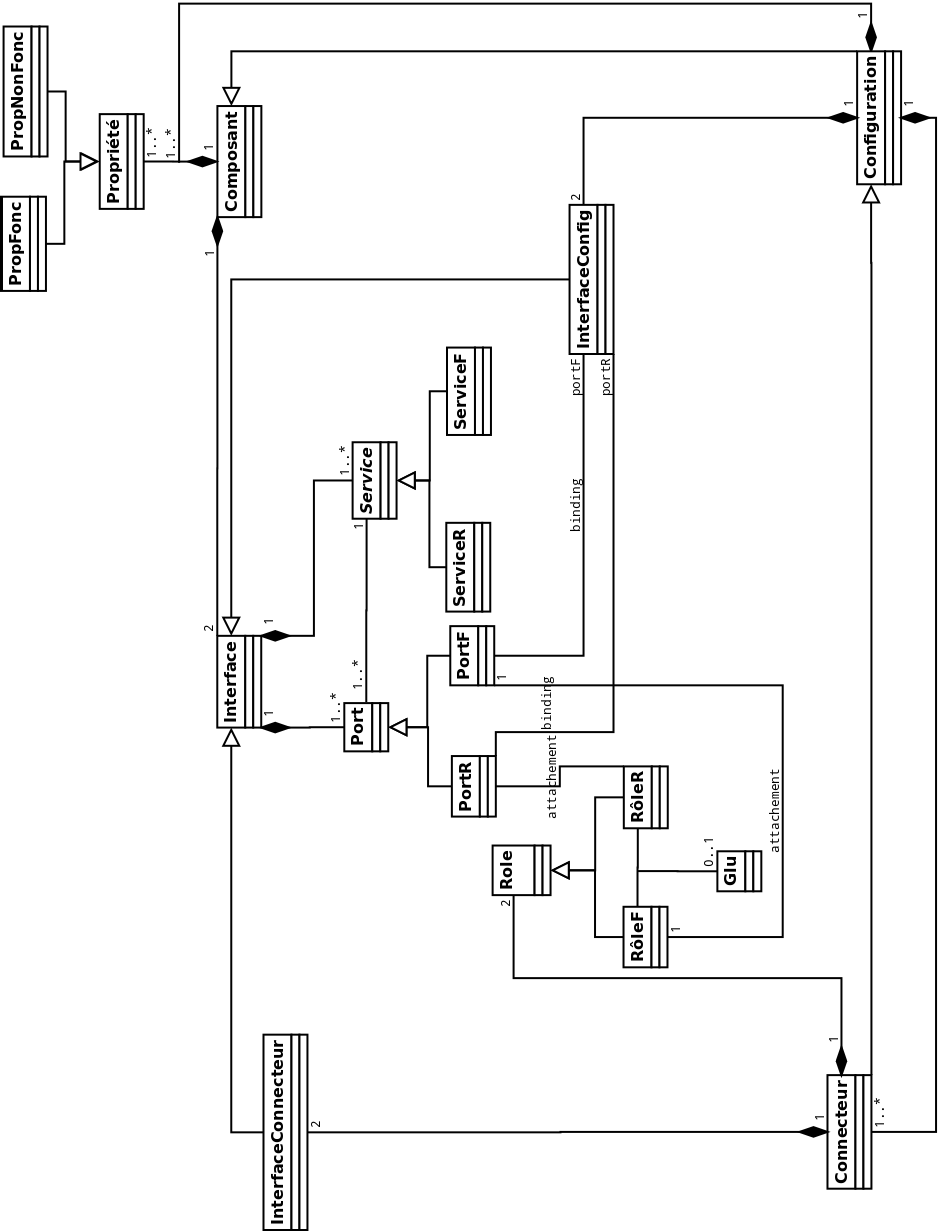 PropNonFonc
PropFonc
Propriété
1..*
1..*
1
Composant
1
1
Configuration
1
1
2
InterfaceConfig
portF
portR
ServiceF
1..*
Service
1
ServiceR
binding
2
Interface
1
1
1..*
1..*
Port
PortF
1
binding
PortR
attachement
RôleR
attachement
Role
2
0..1
Glu
RôleF
1
InterfaceConnecteur
2
1
1
Connecteur
1..*